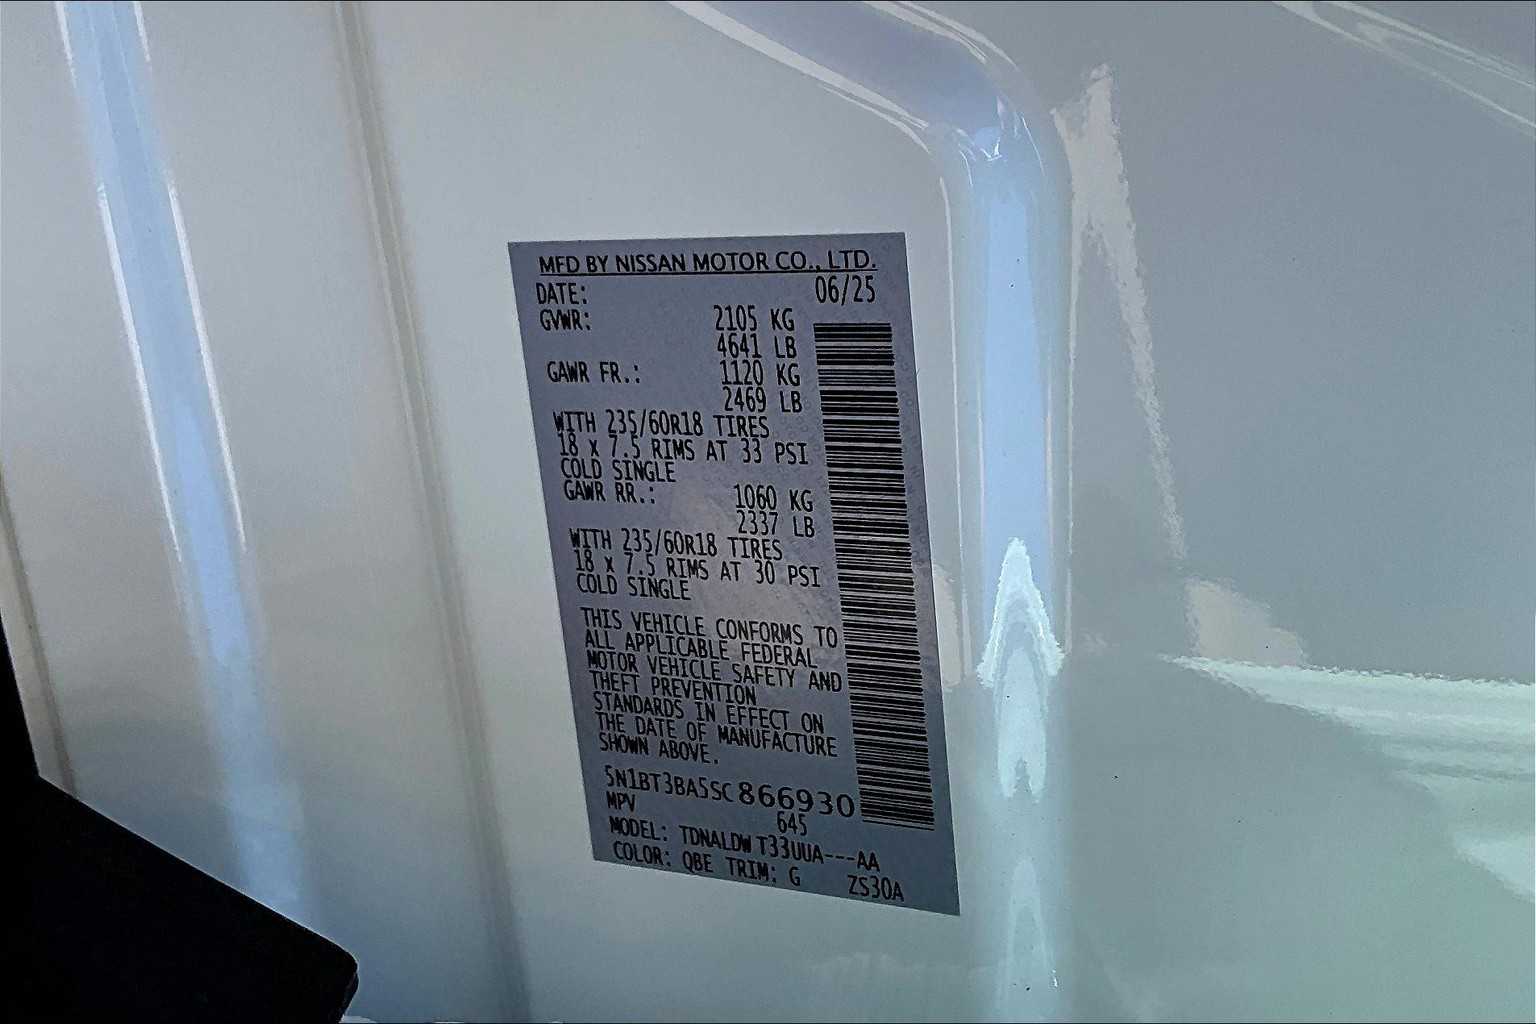 MFD BY NISSAN MOTOR CO., LTD.
DATE: 06/25
GVWR: 2105 KG
4641 LB
GAWR FR.: 1120 KG
2469 LB
WITH 235/60R18 TIRES
18 X 7.5 RIMS AT 33 PSI
COLD SINGLE
GAWR RR.: 1060 KG
2337 LB
WITH 235/60R18 TIRES
18 X 7.5 RIMS AT 30 PSI
COLD SINGLE
THIS VEHICLE CONFORMS TO
ALL APPLICABLE FEDERAL
MOTOR VEHICLE SAFETY AND
THEFT PREVENTION
STANDARDS IN EFFECT ON
THE DATE OF MANUFACTURE
SHOWN ABOVE.
5N1BT3BA5SC866930
MPV 645
MODEL: TDNALDW T33UUA---AA
COLOR: QBE TRIM: G ZS30A